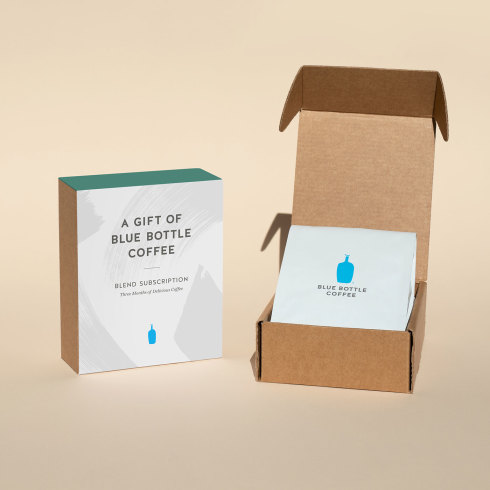 A GIFT OF
BLUE BOTTLE
COFFEE
BLEND SUBSCRIPTION
Three Months of Delicious Coffee
BLUE BOTTLE
COFFEE